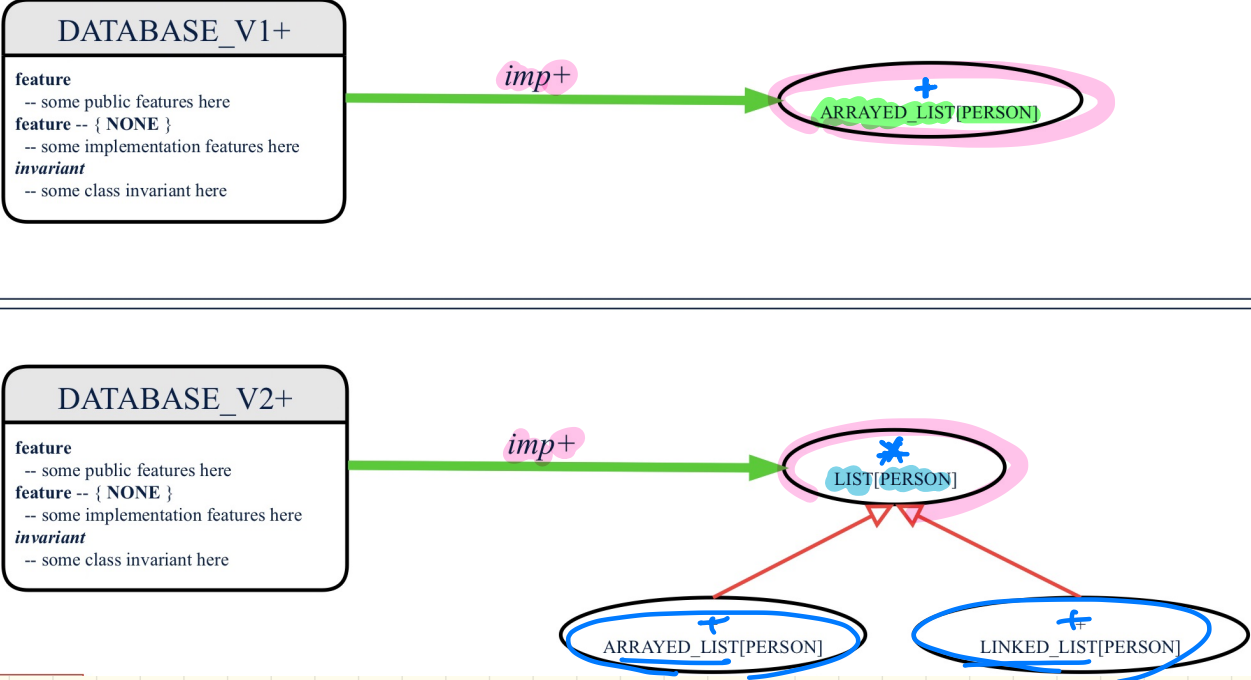 DATABASE_V1+
feature
-- some public features here
feature -- { NONE }
-- some implementation features here
invariant
-- some class invariant here
imp+
+
ARRAYED_LIST[PERSON]
DATABASE_V2+
feature
-- some public features here
feature -- { NONE }
-- some implementation features here
invariant
-- some class invariant here
imp+
*
LIST[PERSON]
+
ARRAYED_LIST[PERSON]
+
LINKED_LIST[PERSON]